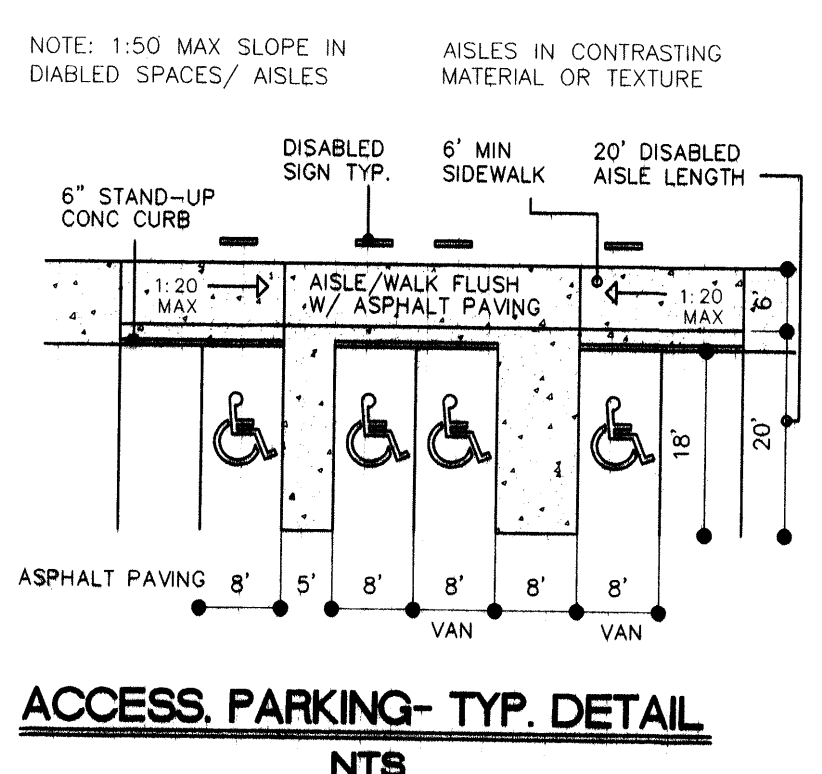 NOTE: 1:50 MAX SLOPE IN
DIABLED SPACES/ AISLES
AISLES IN CONTRASTING
MATERIAL OR TEXTURE
DISABLED
SIGN TYP.
6' MIN
SIDEWALK
20' DISABLED
AISLE LENGTH
6" STAND-UP
CONC CURB
1:20
MAX
AISLE/WALK FLUSH
W/ ASPHALT PAVING
1:20
MAX
6'
18'
20'
ASPHALT PAVING
8'
5'
8'
8'
8'
8'
VAN
VAN
ACCESS. PARKING- TYP. DETAIL
NTS